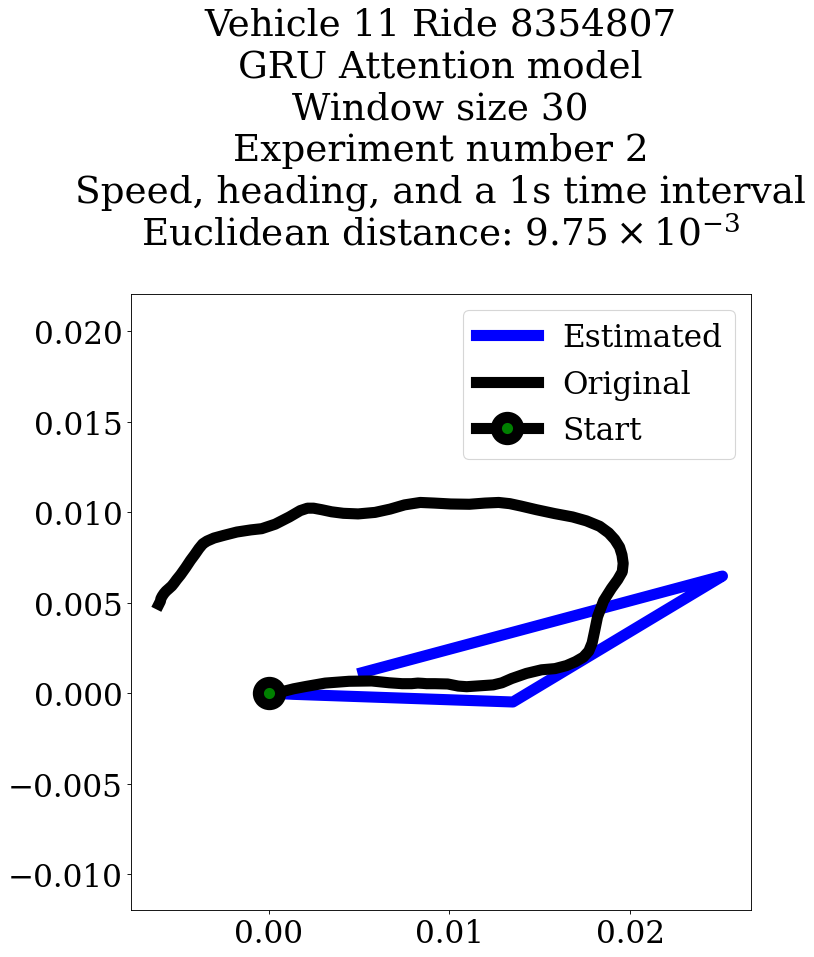 Vehicle 11 Ride 8354807
GRU Attention model
Window size 30
Experiment number 2
Speed, heading, and a 1s time interval
Euclidean distance: 9.75 × 10⁻³
Estimated
Original
Start
0.020
0.015
0.010
0.005
0.000
−0.005
−0.010
0.00 0.01 0.02